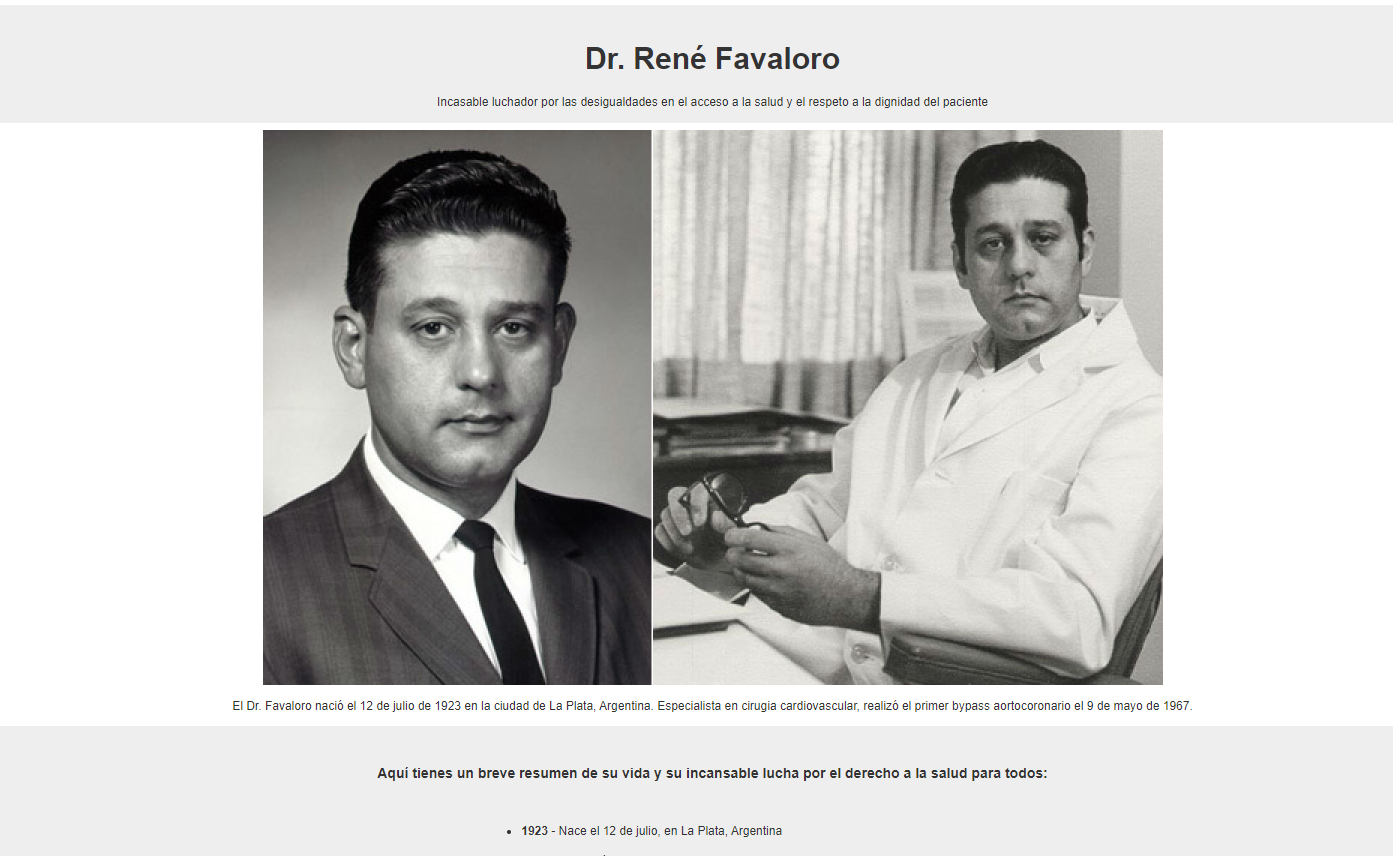 Dr. René Favaloro
Incasable luchador por las desigualdades en el acceso a la salud y el respeto a la dignidad del paciente
El Dr. Favaloro nació el 12 de julio de 1923 en la ciudad de La Plata, Argentina. Especialista en cirugia cardiovascular, realizó el primer bypass aortocoronario el 9 de mayo de 1967.
Aquí tienes un breve resumen de su vida y su incansable lucha por el derecho a la salud para todos:
• 1923 - Nace el 12 de julio, en La Plata, Argentina